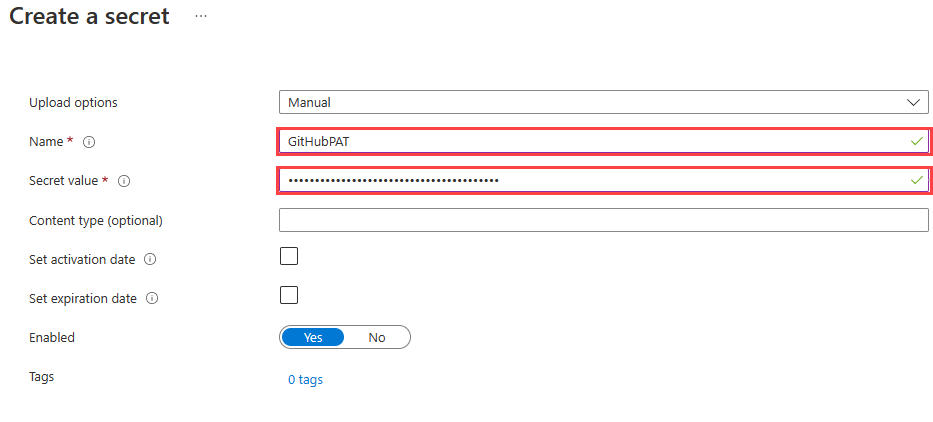 Create a secret ...
Upload options Manual
Name * GitHubPAT
Secret value * ••••••••••••••••••••••••••••••••••••••••
Content type (optional)
Set activation date
Set expiration date
Enabled Yes No
Tags 0 tags